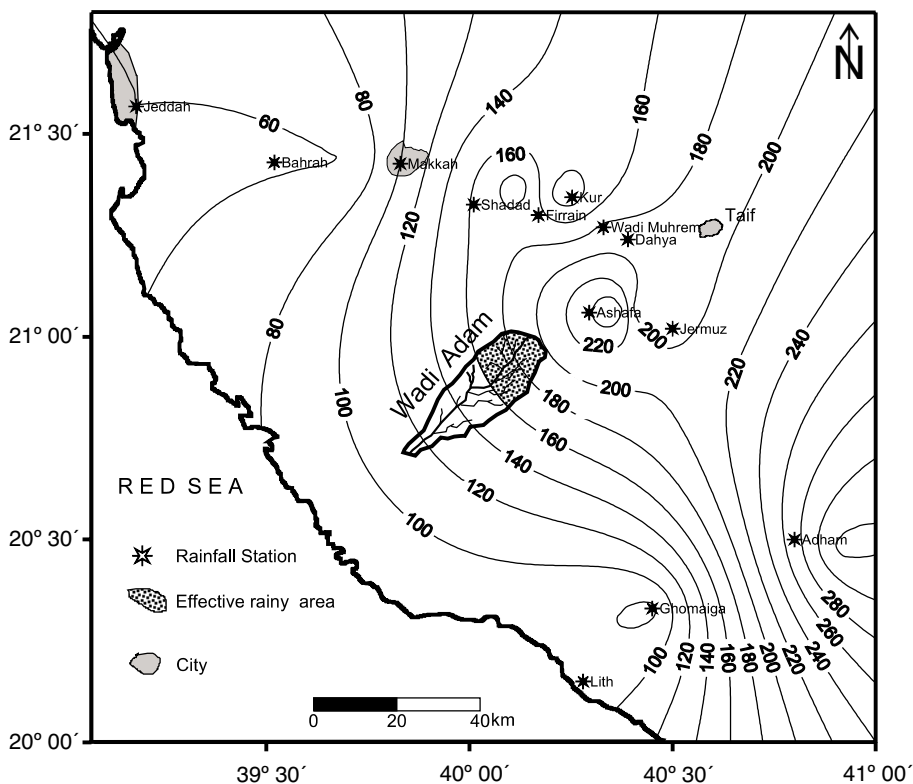 N
80
140
160
180
200
21° 30´
Jeddah
60
Bahrah
Makkah
160
Shadad
Kur
Firrain
Taif
Wadi Muhrem
Dahya
120
80
Ashafa
200
Jermuz
220
240
21° 00´
Wadi Adam
100
200
220
180
160
140
120
100
RED SEA
20° 30´
Adham
Rainfall Station
Effective rainy area
280
260
Ghomaiga
City
100
120
140
160
180
200
220
240
Lith
0
20
40km
20° 00´
39° 30´
40° 00´
40° 30´
41° 00´